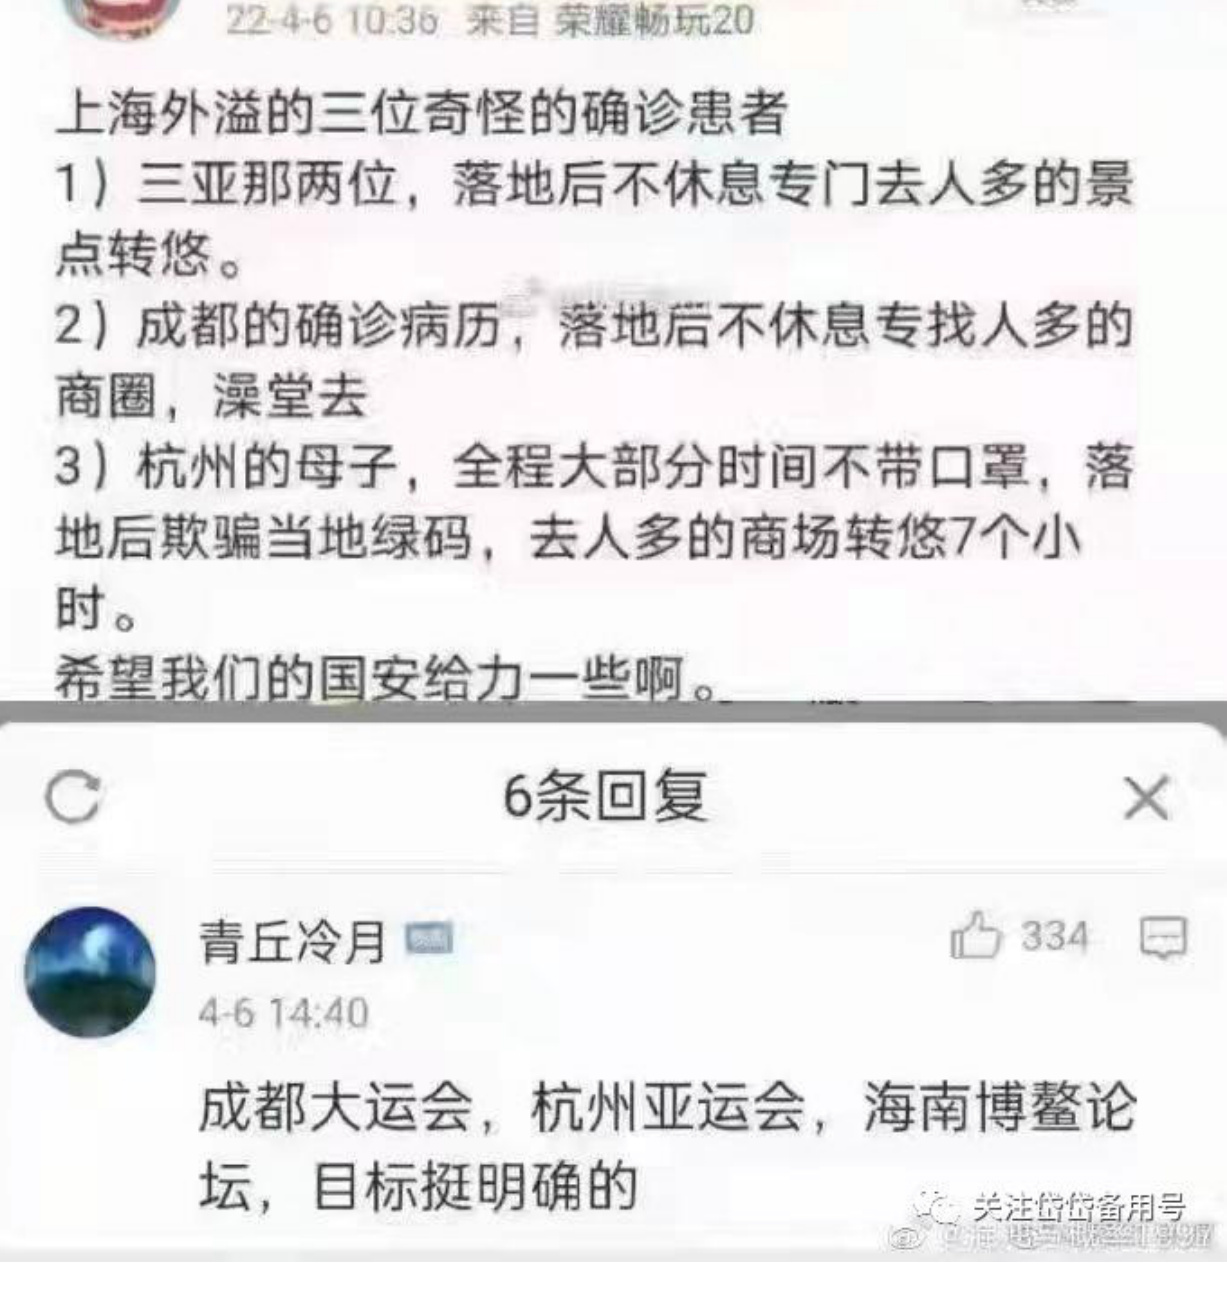 22-4-6 10:36 来自 荣耀畅玩20
上海外溢的三位奇怪的确诊患者
1）三亚那两位，落地后不休息专门去人多的景
点转悠。
2）成都的确诊病历，落地后不休息专找人多的
商圈，澡堂去
3）杭州的母子，全程大部分时间不带口罩，落
地后欺骗当地绿码，去人多的商场转悠7个小
时。
希望我们的国安给力一些啊。
6条回复
青丘冷月
334
4-6 14:40
成都大运会，杭州亚运会，海南博鳌论
坛，目标挺明确的
关注岱岱备用号